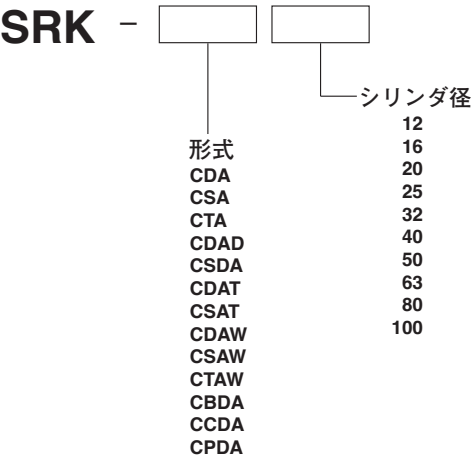 SRK -
シリンダ径
12
16
20
25
32
40
50
63
80
100
形式
CDA
CSA
CTA
CDAD
CSDA
CDAT
CSAT
CDAW
CSAW
CTAW
CBDA
CCDA
CPDA